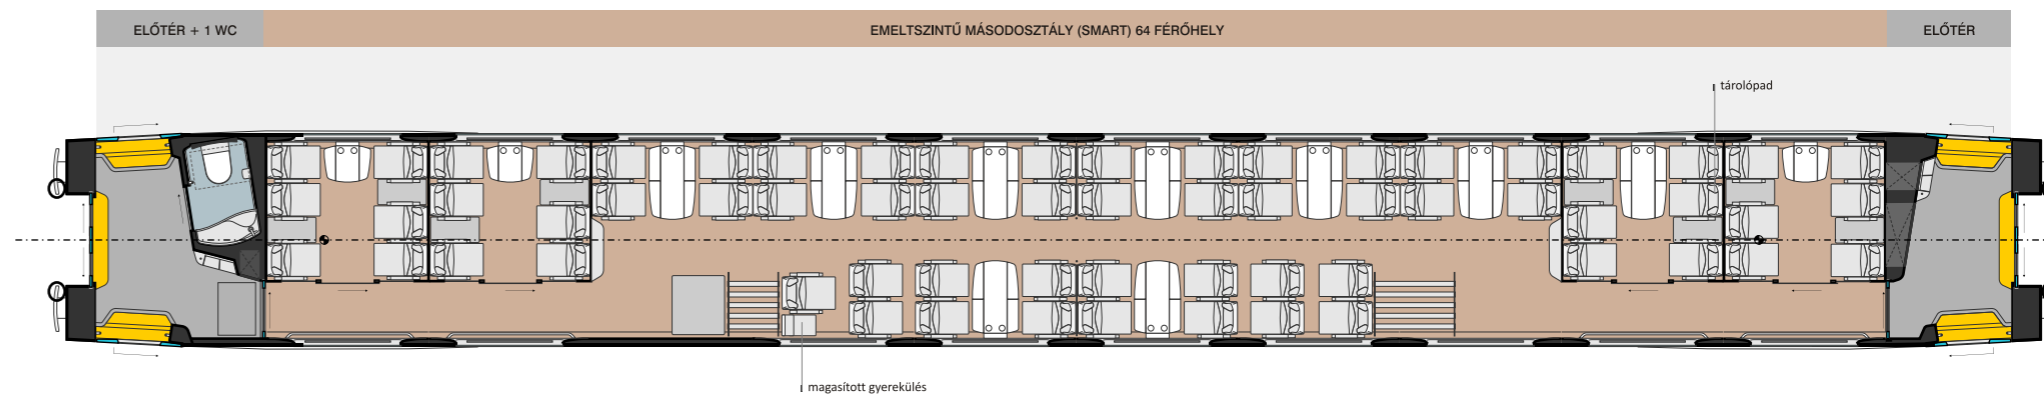 ELŐTÉR + 1 WC
EMELTSZINTŰ MÁSODOSZTÁLY (SMART) 64 FÉRŐHELY
ELŐTÉR
tárolópad
magasított gyerekülés